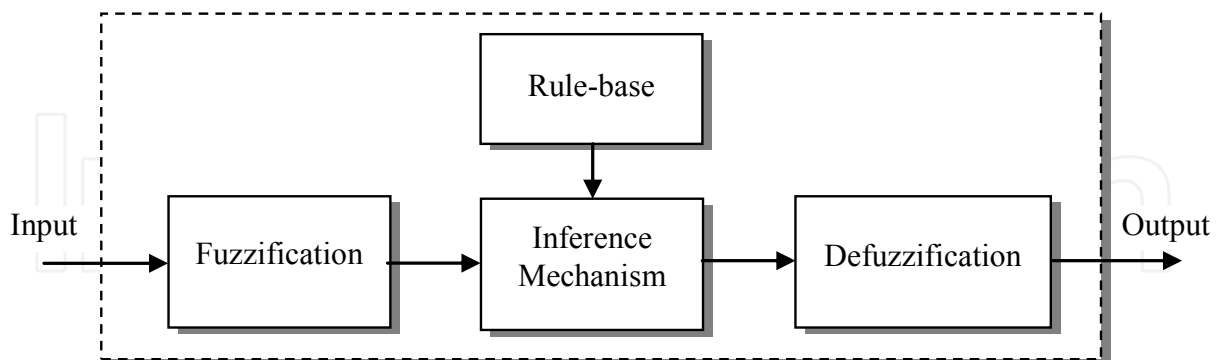 Rule-base
Input
Fuzzification
Inference
Mechanism
Defuzzification
Output